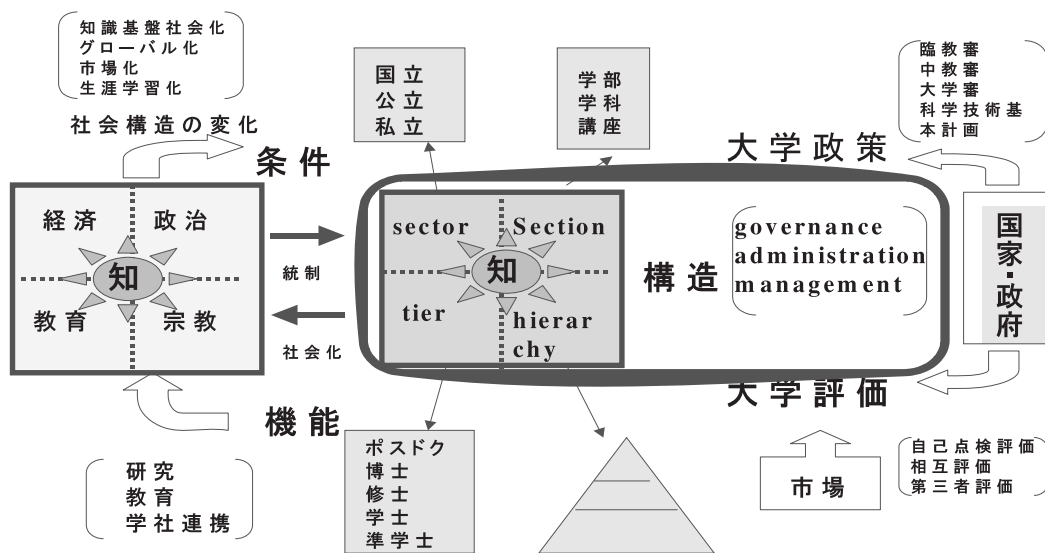 知識基盤社会化
グローバル化
市場化
生涯学習化
社会構造の変化
条件
国立
公立
私立
学部
学科
講座
大学政策
臨教審
中教審
大学審
科学技術基
本計画
経済
政治
知
教育
宗教
統制
社会化
sector
Section
知
tier
hierar
chy
構造
governance
administration
management
国家・政府
機能
大学評価
研究
教育
学社連携
ポスドク
博士
修士
学士
準学士
市場
自己点検評価
相互評価
第三者評価